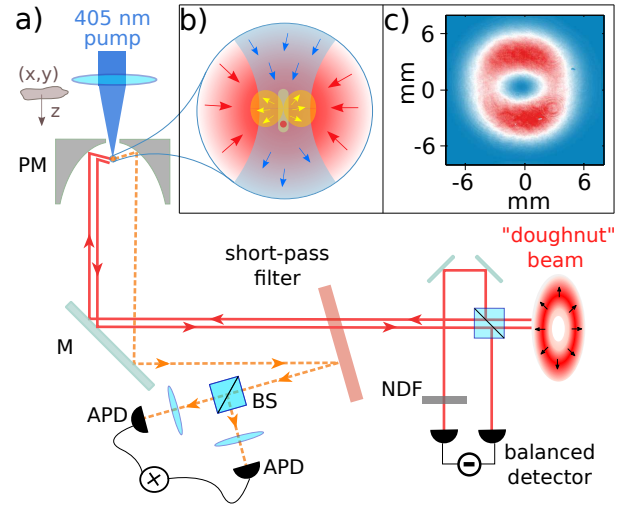 a)
405 nm
pump
(x,y)
z
PM
b)
c)
mm
6
0
-6
-6
0
6
mm
short-pass
filter
"doughnut"
beam
M
NDF
BS
APD
APD
balanced
detector